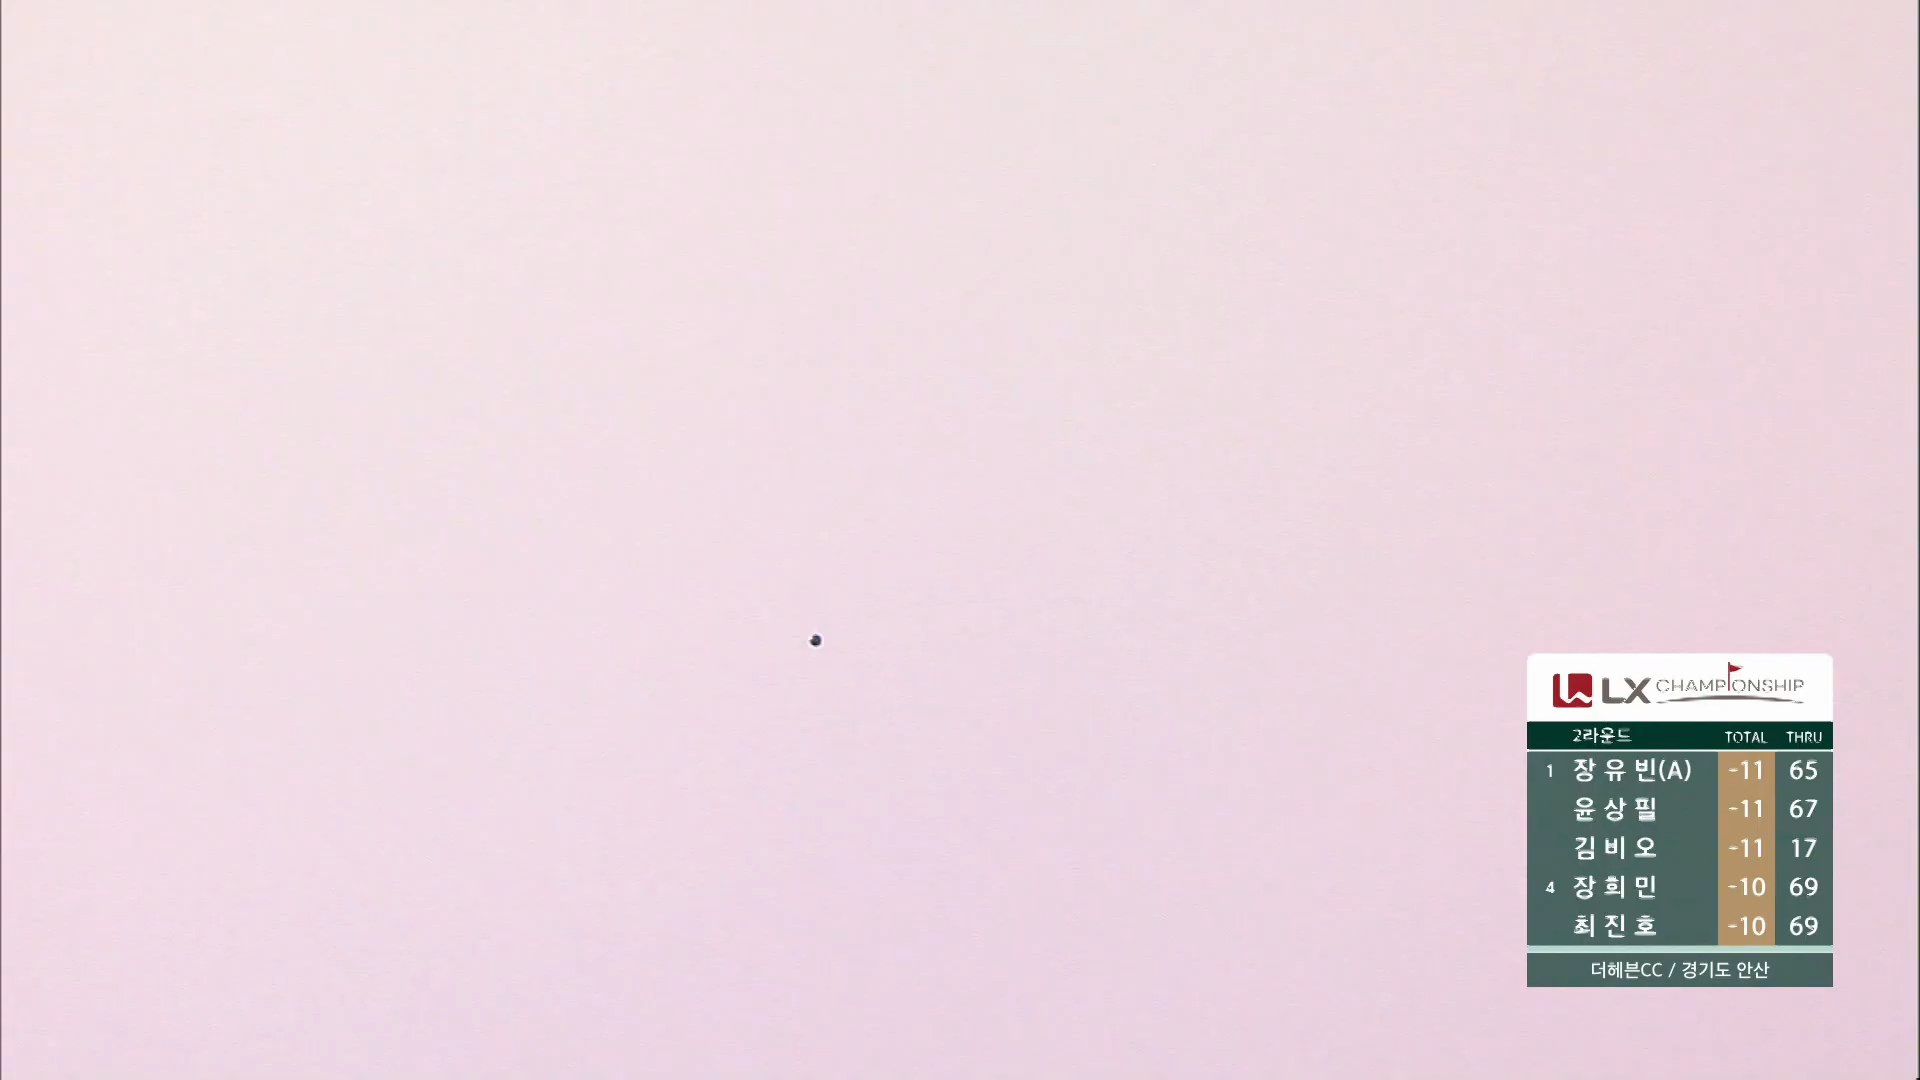 LX CHAMPIONSHIP
2라운드 TOTAL THRU
1 장유빈(A) -11 65
윤상필 -11 67
김비오 -11 17
4 장희민 -10 69
최진호 -10 69
더헤븐CC / 경기도 안산